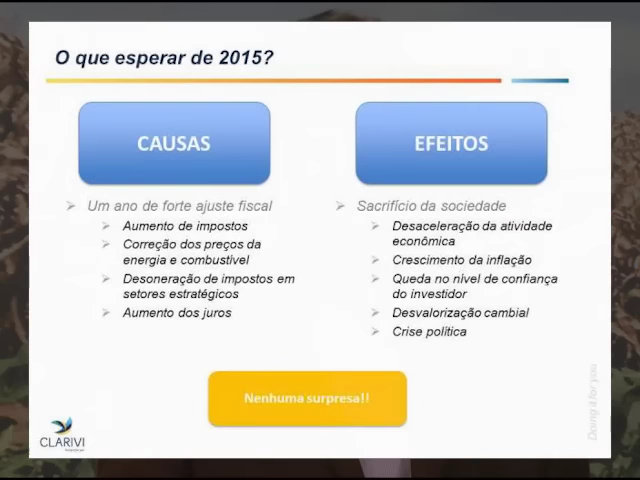 O que esperar de 2015?
CAUSAS
Um ano de forte ajuste fiscal
Aumento de impostos
Correção dos preços da
energia e combustível
Desoneração de impostos em
setores estratégicos
Aumento dos juros
EFEITOS
Sacrifício da sociedade
Desaceleração da atividade
econômica
Crescimento da inflação
Queda no nível de confiança
do investidor
Desvalorização cambial
Crise política
Nenhuma surpresa!!
CLARIVI
Doing it for you